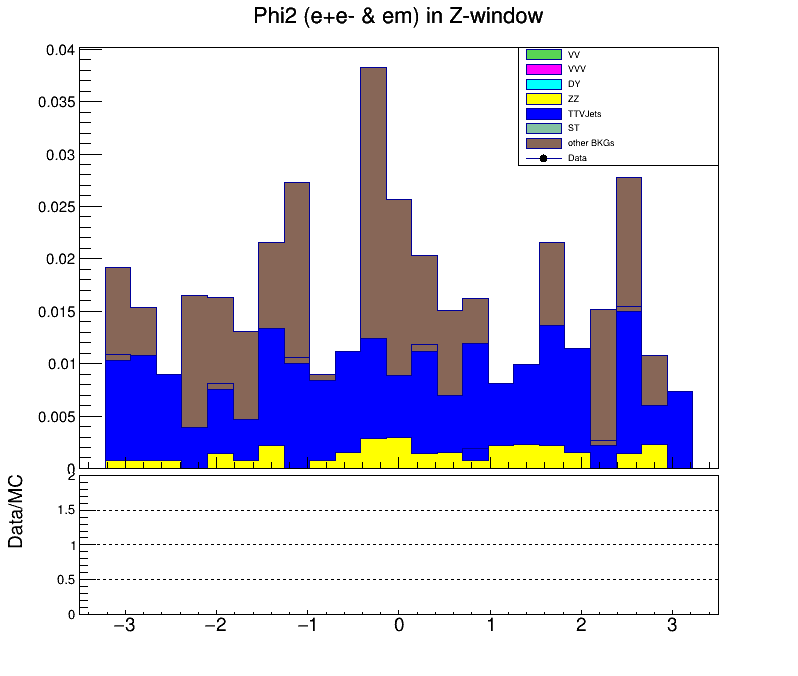 Phi2 (e+e- & em) in Z-window
VV
VVV
DY
ZZ
TTVJets
ST
other BKGs
Data
0.04
0.035
0.03
0.025
0.02
0.015
0.01
0.005
0
Data/MC
2
1.5
1
0.5
0
−3 −2 −1 0 1 2 3